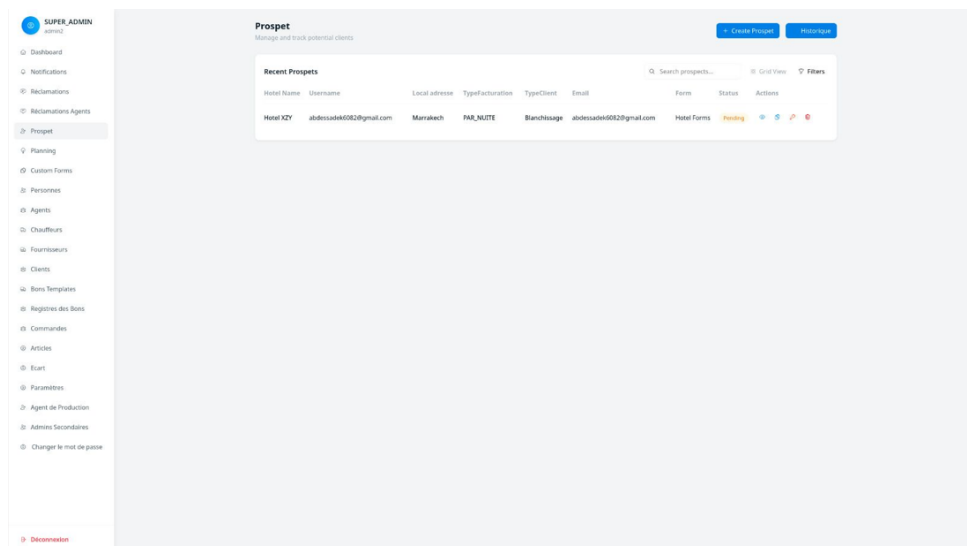 SUPER_ADMIN
admin2
Dashboard
Notifications
Réclamations
Réclamations Agents
Prospet
Planning
Custom Forms
Personnes
Agents
Chauffeurs
Fournisseurs
Clients
Bons Templates
Registres des Bons
Commandes
Articles
Ecart
Paramètres
Agent de Production
Admins Secondaires
Changer le mot de passe
Déconnexion
Prospet
Manage and track potential clients
+ Create Prospet
Historique
Recent Prospets
Search prospects...
Grid View
Filters
Hotel Name Username Local adresse TypeFacturation TypeClient Email Form Status Actions
Hotel XZY abdessadek6082@gmail.com Marrakech PAR_NUITE Blanchissage abdessadek6082@gmail.com Hotel Forms Pending